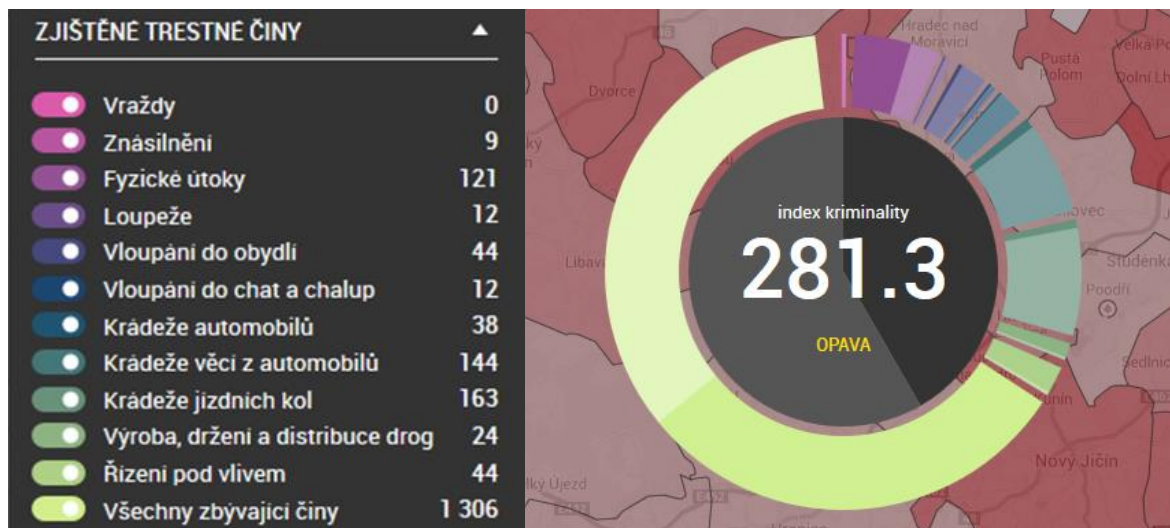 ZJIŠTĚNÉ TRESTNÉ ČINY
Vraždy 0
Znásilnění 9
Fyzické útoky 121
Loupeže 12
Vloupání do obydlí 44
Vloupání do chat a chalup 12
Krádeže automobilů 38
Krádeže věcí z automobilů 144
Krádeže jízdních kol 163
Výroba, držení a distribuce drog 24
Řízení pod vlivem 44
Všechny zbývající činy 1 306
Hradec nad
Moravicí
Velká Po
Pustá
Polom
Dolní Lh
Dvorce
index kriminality
281.3
OPAVA
Libava
Studénka
Poodří
Sedlnic
Nový Jičín
ký Újezd